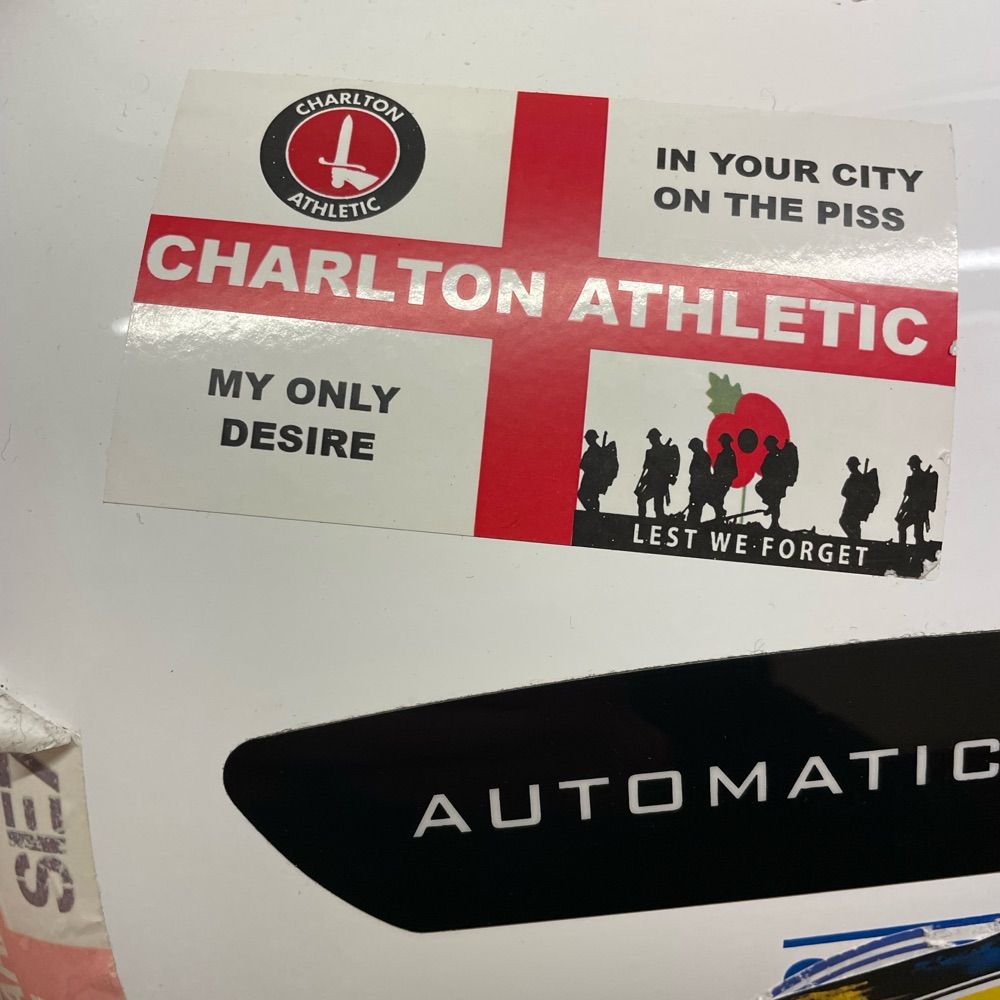 CHARLTON
ATHLETIC
IN YOUR CITY
ON THE PISS
CHARLTON ATHLETIC
MY ONLY
DESIRE
LEST WE FORGET
AUTOMATIC